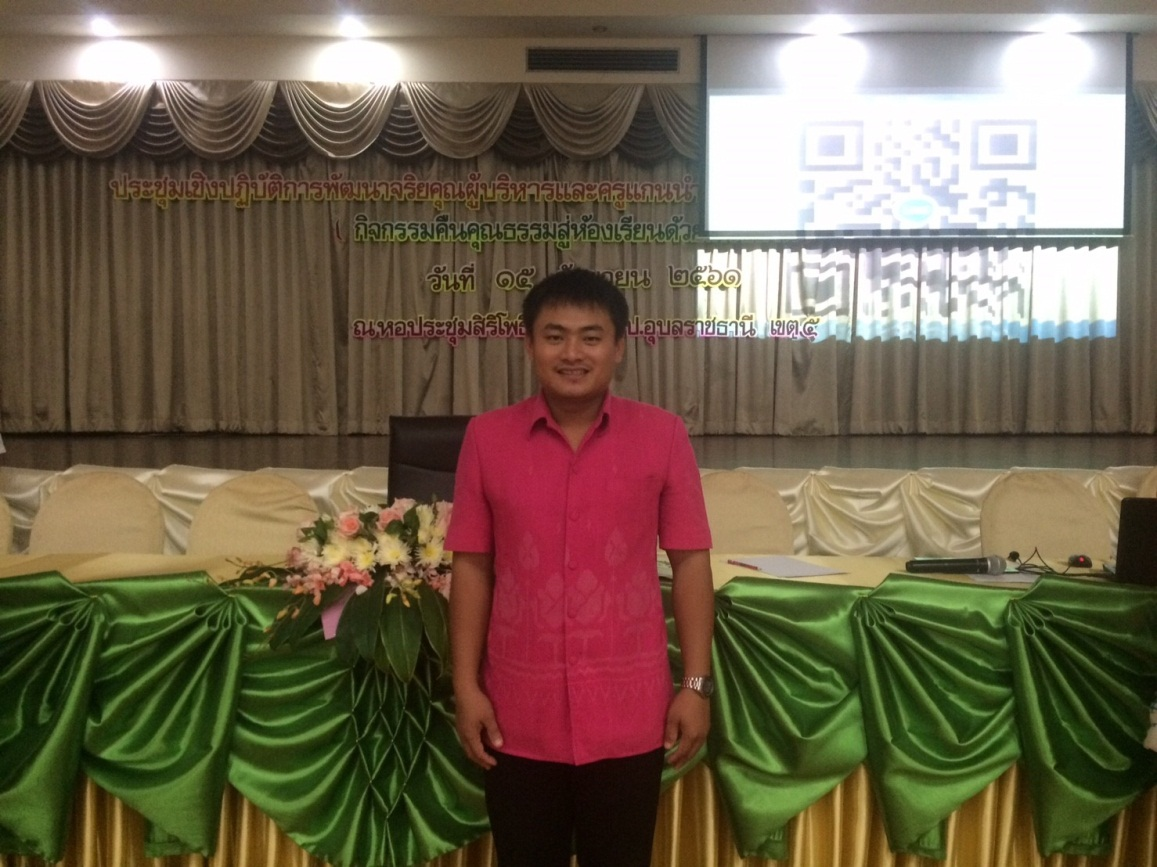 ประชุมเชิงปฏิบัติการพัฒนาจริยคุณผู้บริหารและครูแกนนำ
( กิจกรรมคืนคุณธรรมสู่ห้องเรียนด้วย
วันที่ ๑๕ ๒๕๖๑
ณหอประชุมสิริโพธิ์ ป.อุบลราชธานี เขต๕